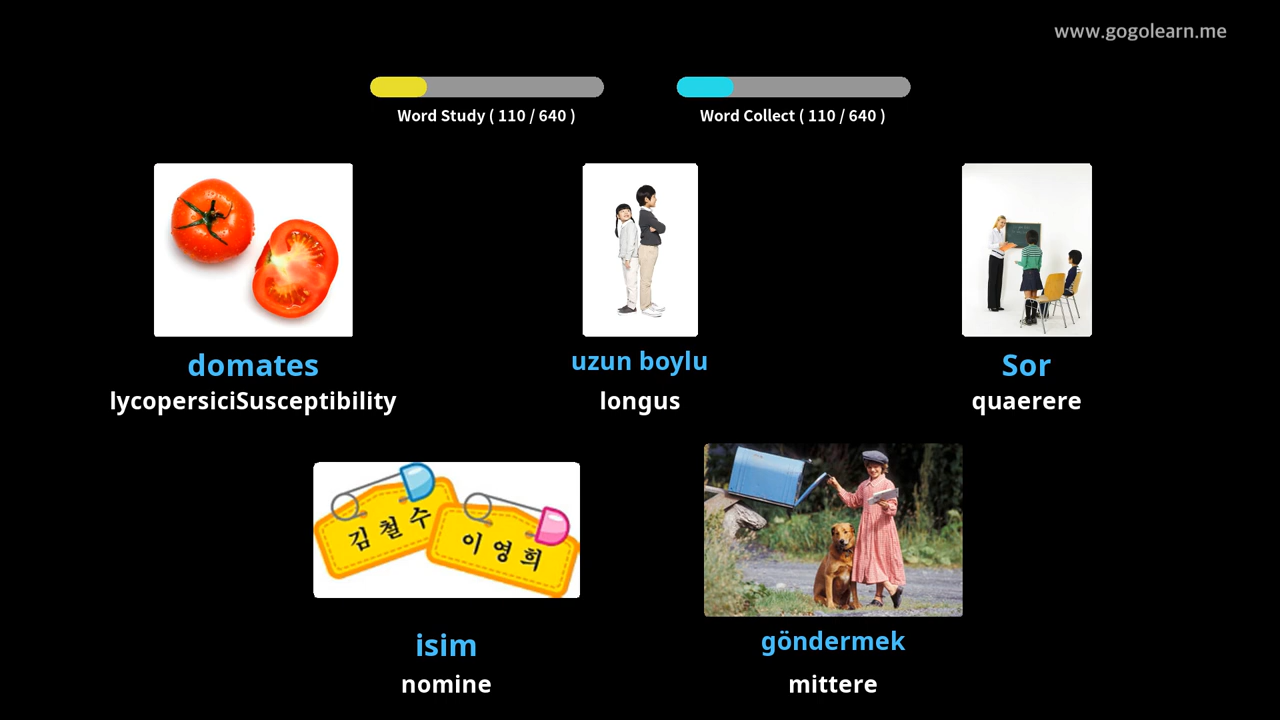 www.gogolearn.me
Word Study ( 110 / 640 )
Word Collect ( 110 / 640 )
domates
lycopersiciSusceptibility
uzun boylu
longus
Sor
quaerere
김철수
이영희
isim
nomine
göndermek
mittere